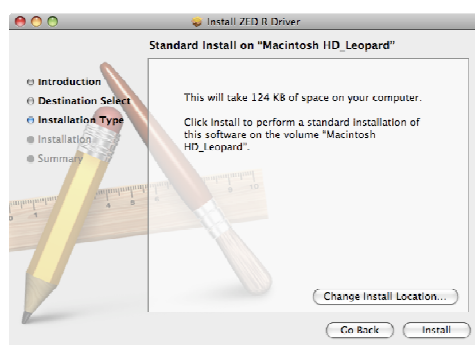 Install ZED R Driver
Standard Install on "Macintosh HD_Leopard"
Introduction
Destination Select
Installation Type
Installation
Summary
This will take 124 KB of space on your computer.
Click Install to perform a standard installation of
this software on the volume "Macintosh
HD_Leopard".
Change Install Location...
Go Back
Install